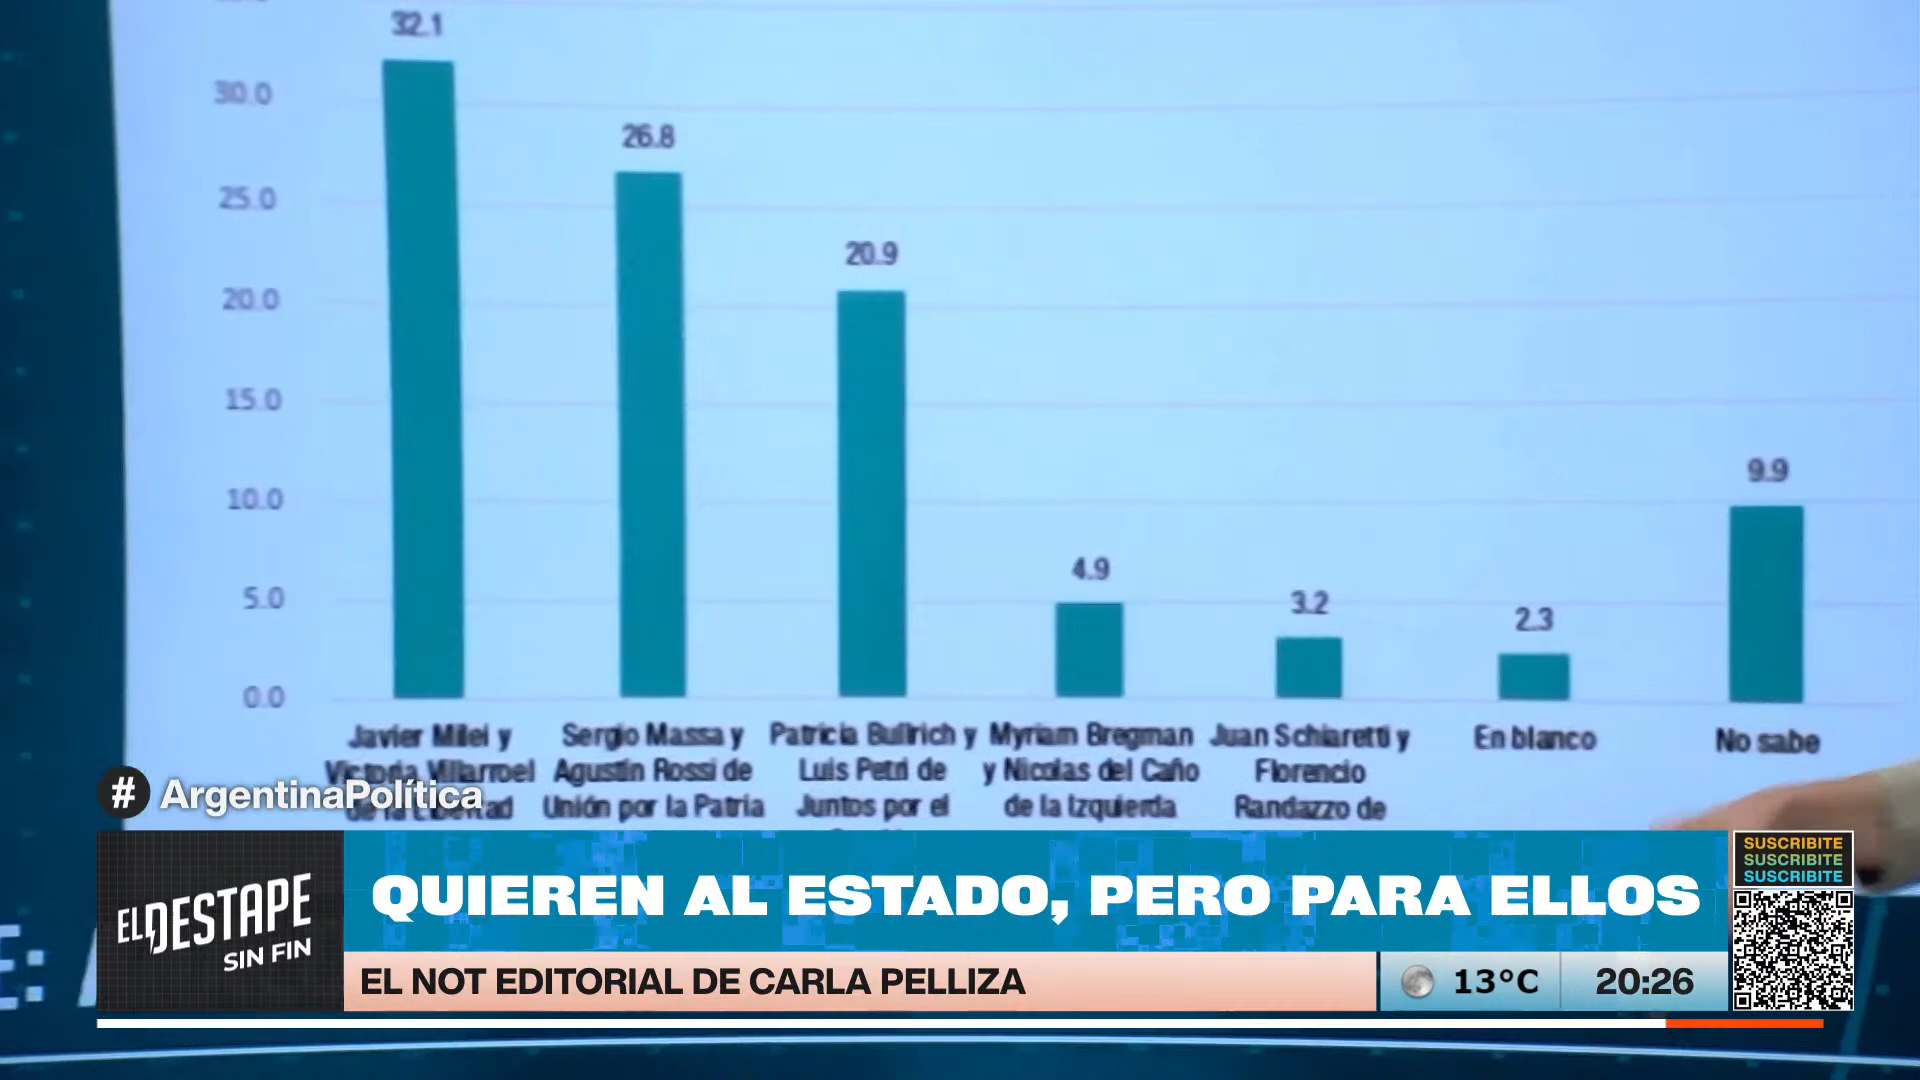 32.1
30.0
26.8
25.0
20.9
20.0
15.0
10.0
9.9
5.0
4.9
3.2
2.3
0.0
Javier Milei y
Victoria Villarroel
de la Libertad
Sergio Massa y
Agustín Rossi de
Unión por la Patria
Patricia Bullrich y
Luis Petri de
Juntos por el
Myriam Bregman
y Nicolas del Caño
de la Izquierda
Juan Schiaretti y
Florencio
Randazzo de
En blanco
No sabe
# ArgentinaPolítica
EL DESTAPE
SIN FIN
QUIEREN AL ESTADO, PERO PARA ELLOS
EL NOT EDITORIAL DE CARLA PELLIZA
13°C
20:26
SUSCRIBITE
SUSCRIBITE
SUSCRIBITE